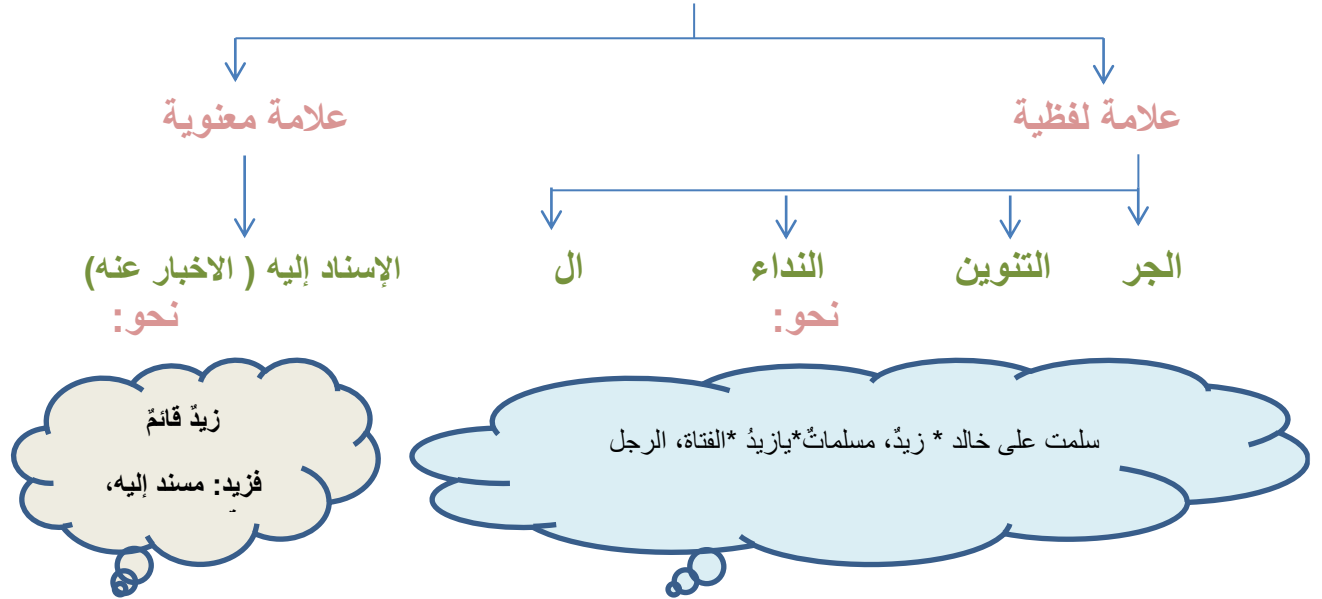 علامة لفظية
علامة معنوية
الجر
التنوين
النداء
ال
الإسناد إليه ( الاخبار عنه)
نحو:
نحو:
سلمت على خالد * زيدٌ، مسلماتٌ*يازيدُ *الفتاة، الرجل
زيدٌ قائمٌ
فزيد: مسند إليه،